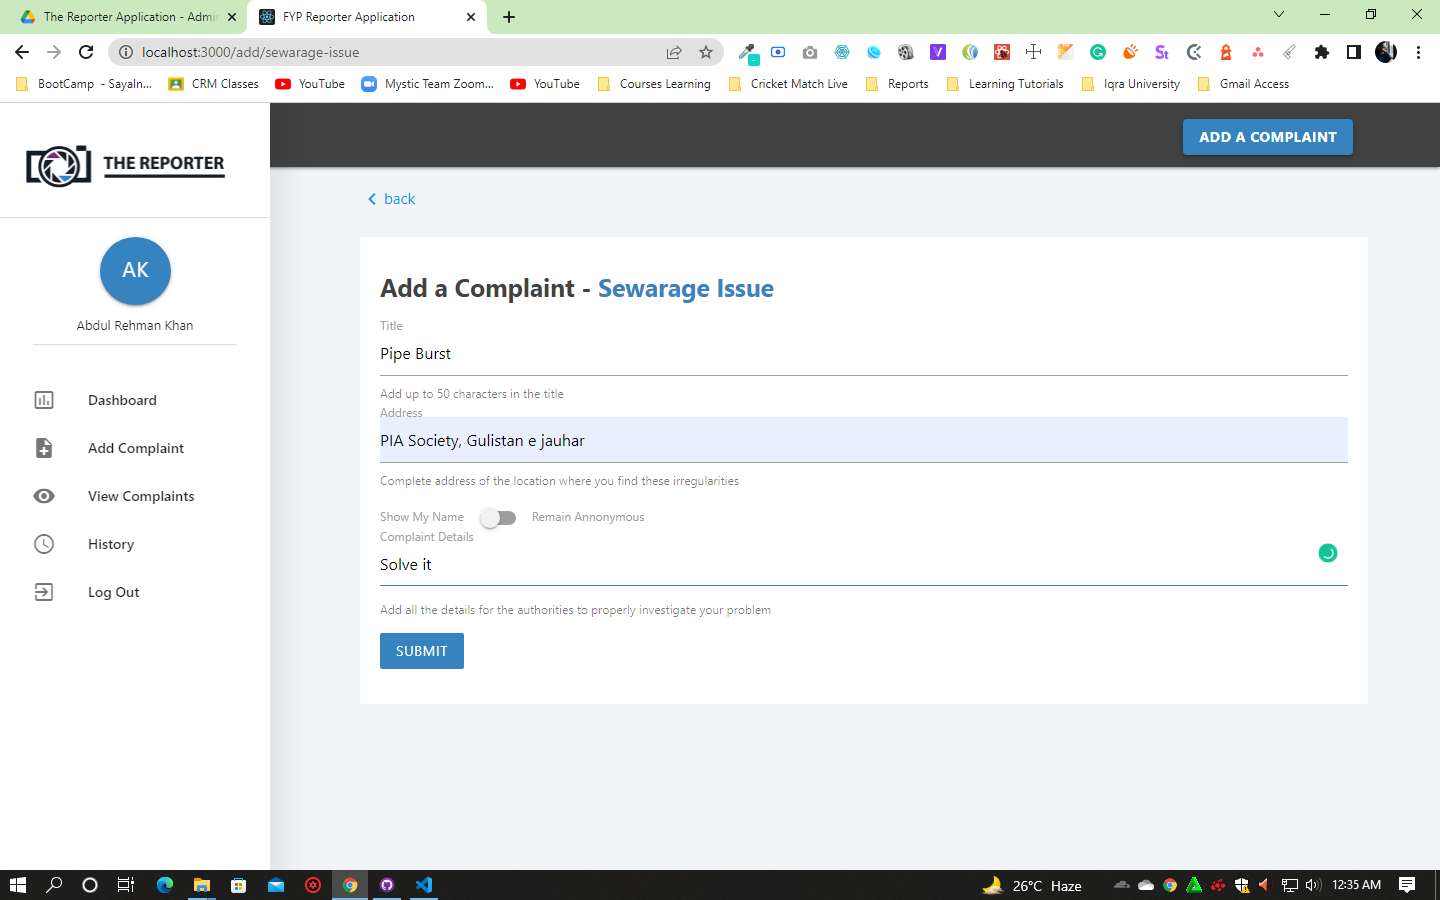 The Reporter Application - Admi
FYP Reporter Application
localhost:3000/add/sewarage-issue
BootCamp - Sayaln...
CRM Classes
YouTube
Mystic Team Zoom...
YouTube
Courses Learning
Cricket Match Live
Reports
Learning Tutorials
Iqra University
Gmail Access
THE REPORTER
ADD A COMPLAINT
back
AK
Abdul Rehman Khan
Dashboard
Add Complaint
View Complaints
History
Log Out
Add a Complaint - Sewarage Issue
Title
Pipe Burst
Add up to 50 characters in the title
Address
PIA Society, Gulistan e jauhar
Complete address of the location where you find these irregularities
Show My Name
Remain Annonymous
Complaint Details
Solve it
Add all the details for the authorities to properly investigate your problem
SUBMIT
26°C Haze
12:35 AM